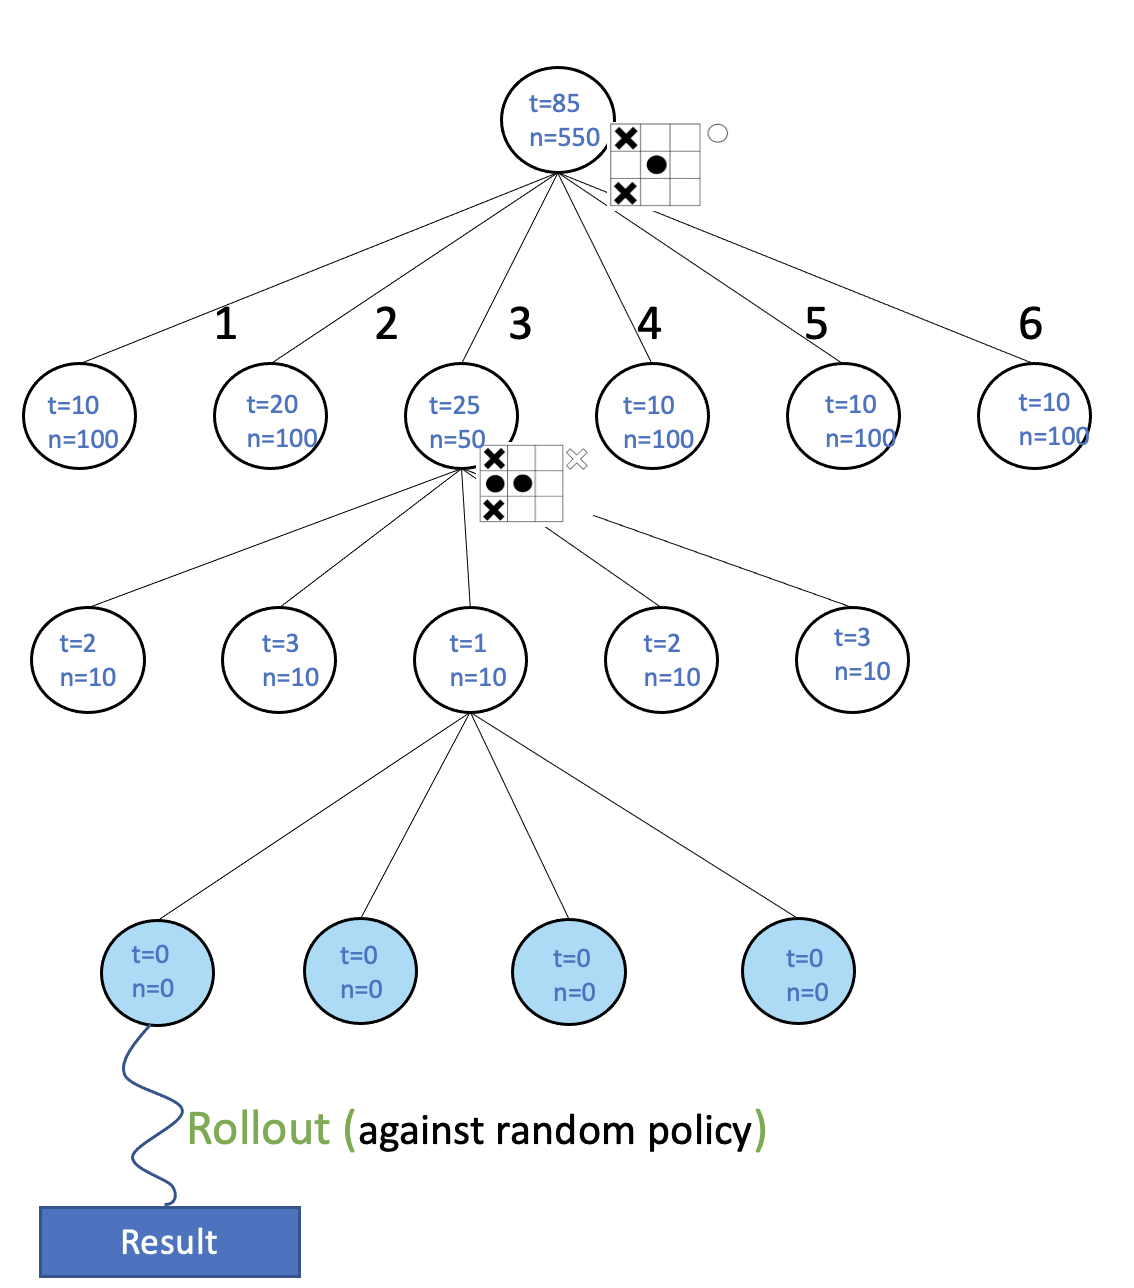 t=85
n=550
1
2
3
4
5
6
t=10
n=100
t=20
n=100
t=25
n=50
t=10
n=100
t=10
n=100
t=10
n=100
t=2
n=10
t=3
n=10
t=1
n=10
t=2
n=10
t=3
n=10
t=0
n=0
t=0
n=0
t=0
n=0
t=0
n=0
Rollout (against random policy)
Result